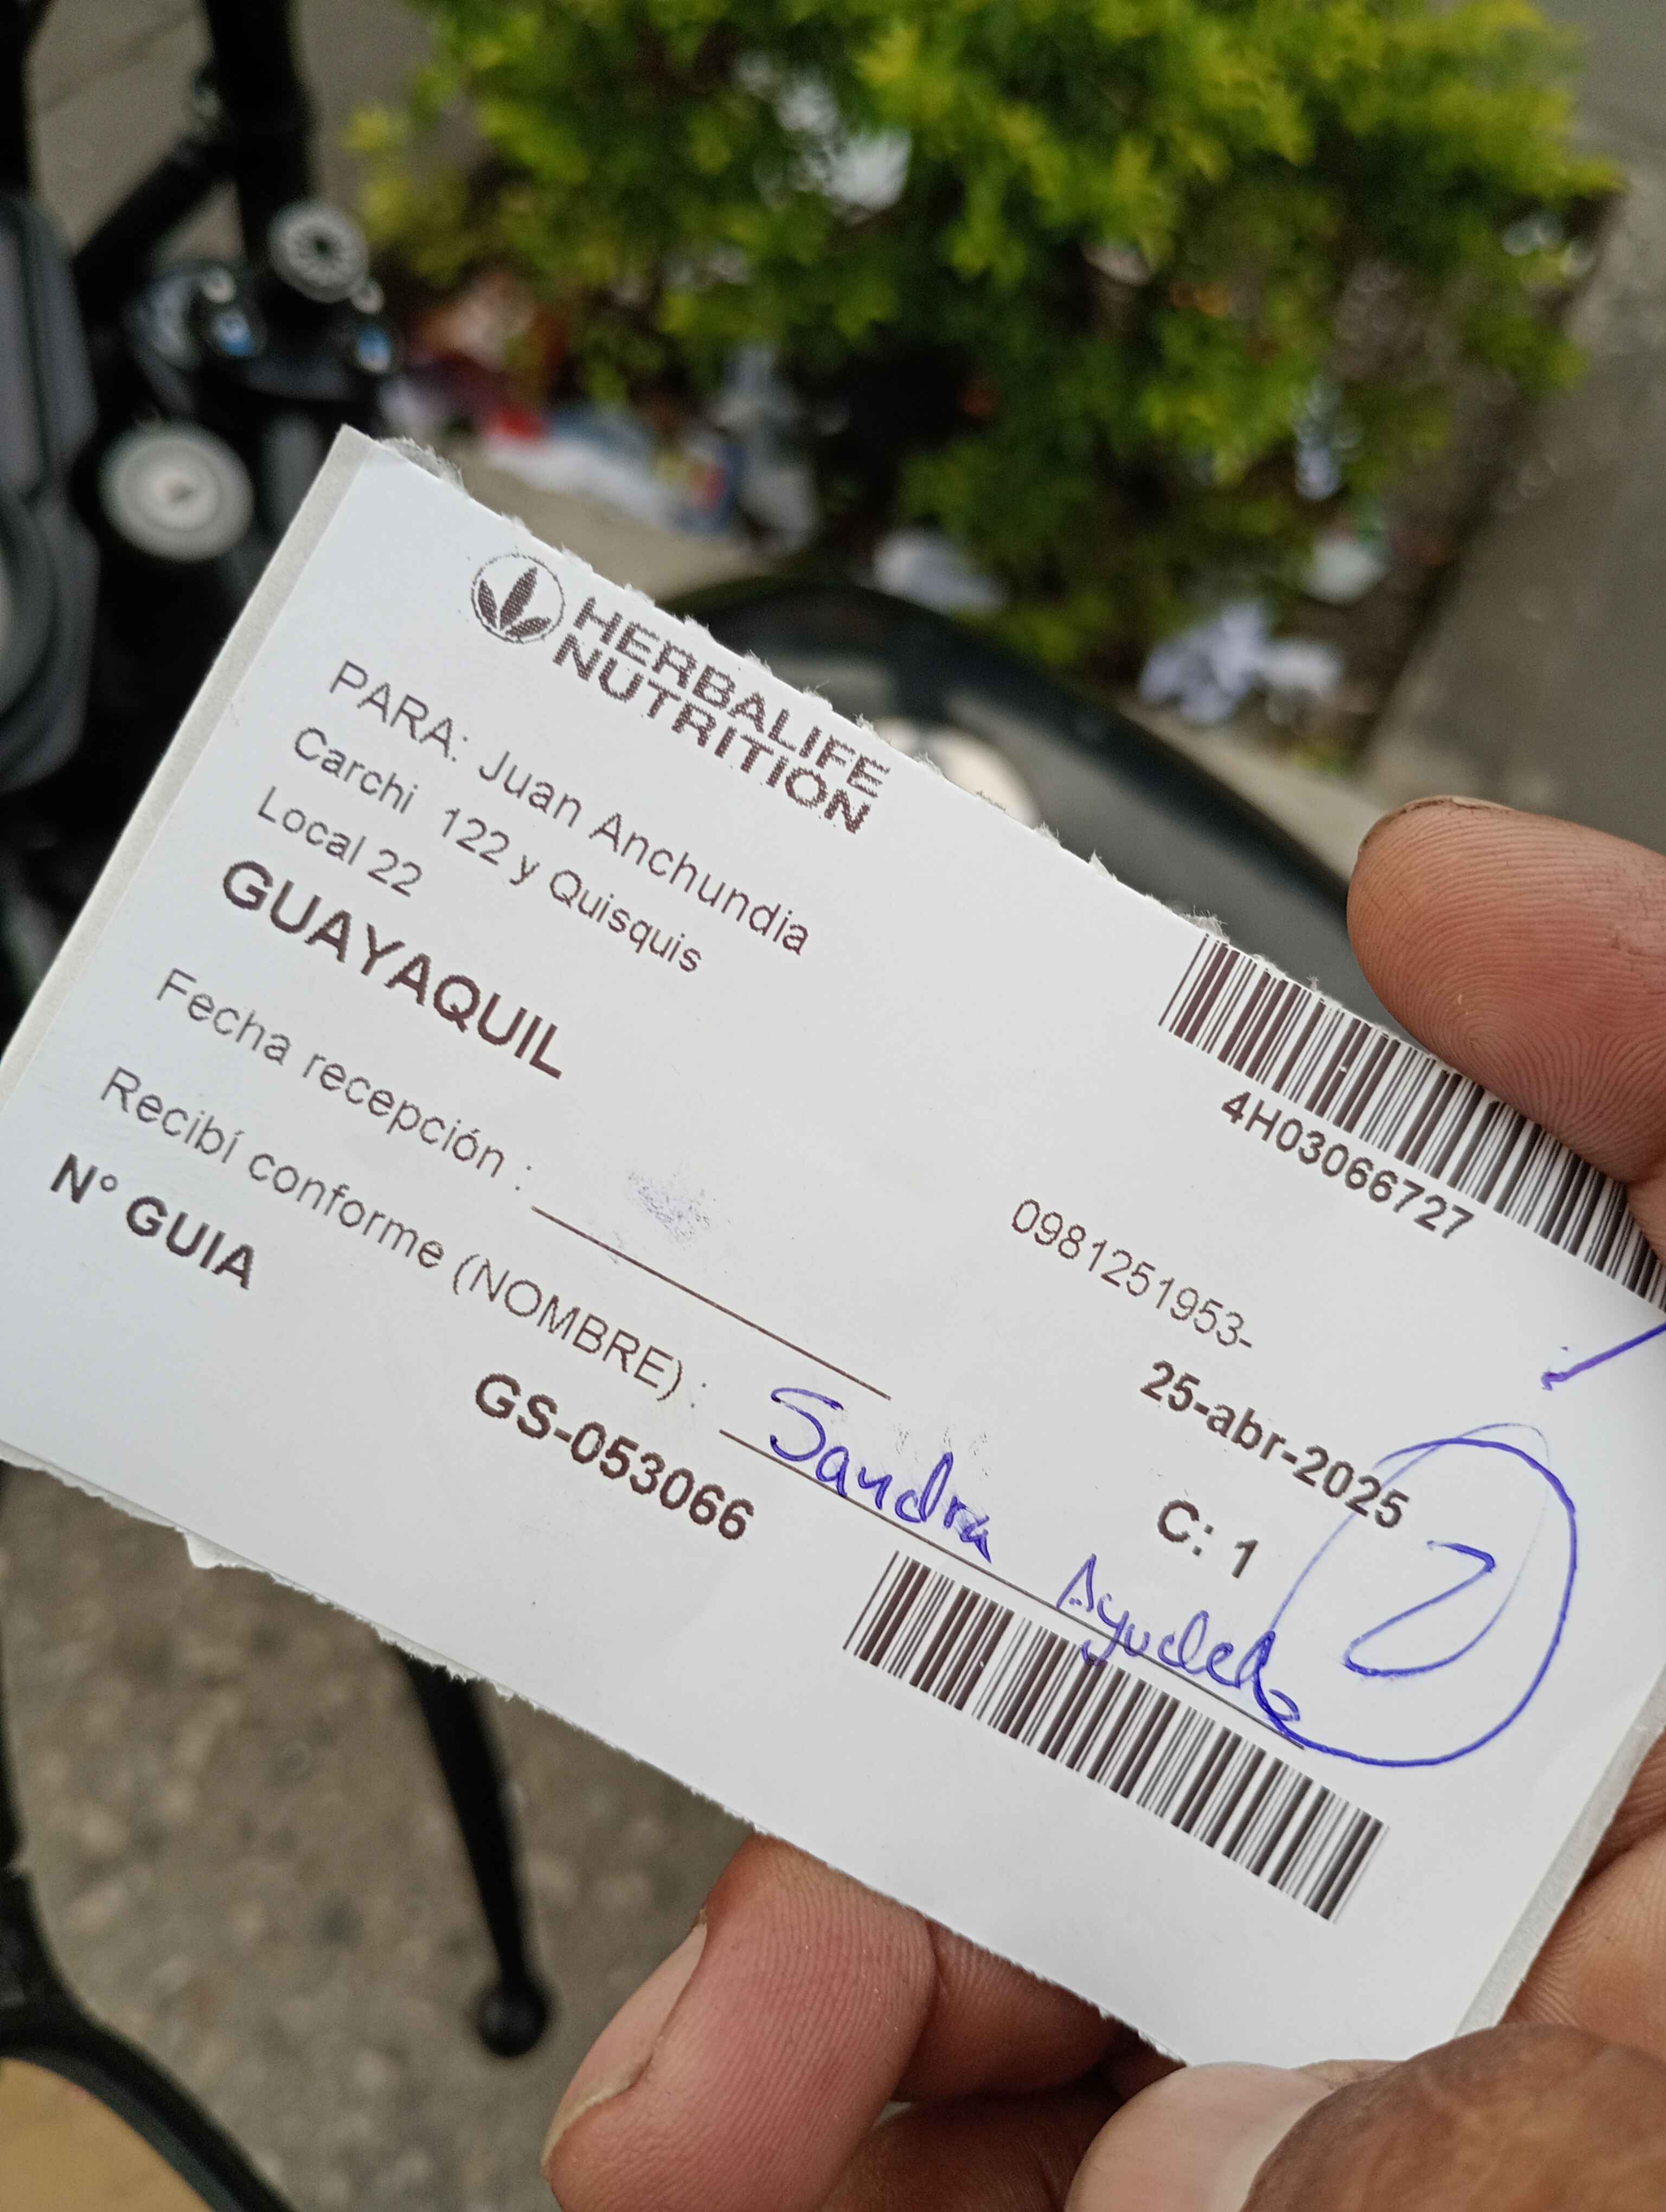 HERBALIFE
NUTRITION
PARA: Juan Anchundia
Carchi 122 y Quisquis
Local 22
GUAYAQUIL
4H03066727
0981251953-
25-abr-2025
Fecha recepción :
C: 1
2
Recibí conforme (NOMBRE) : Sandra
N° GUIA
GS-053066